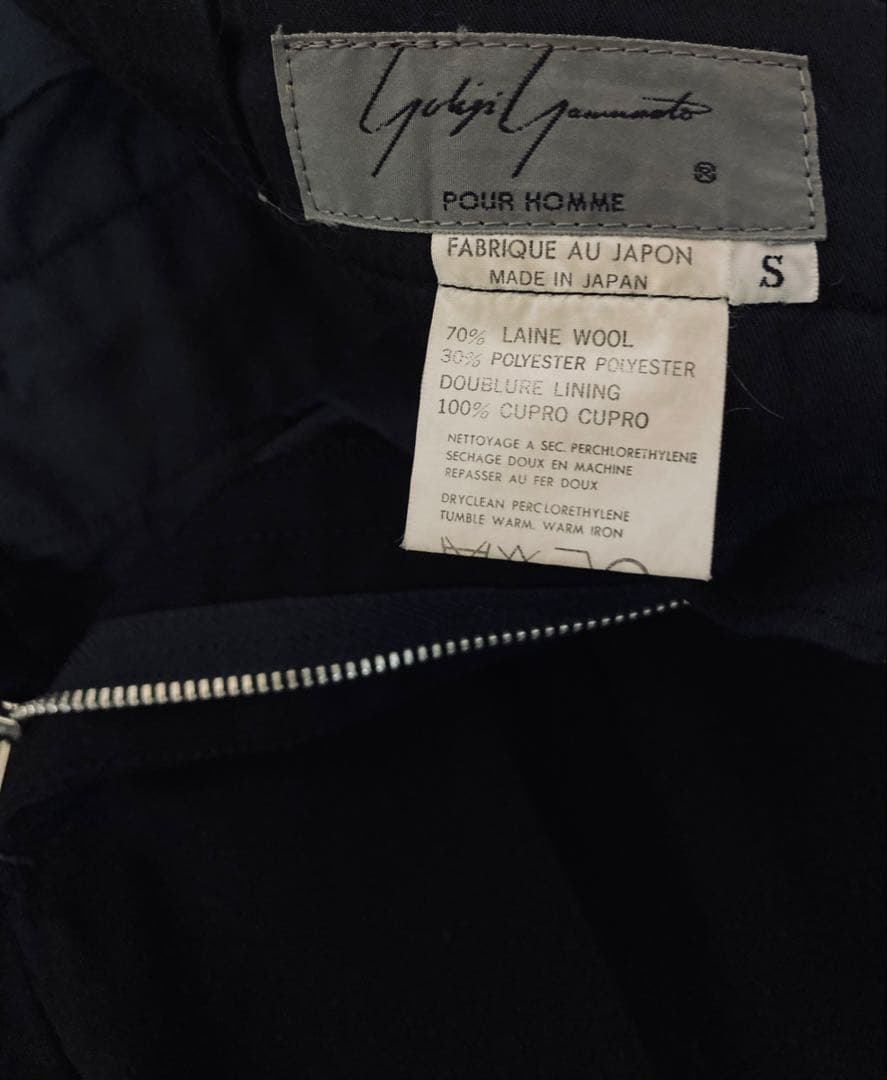 Yohji Yamamoto
®
POUR HOMME
FABRIQUE AU JAPON
MADE IN JAPAN
S
70% LAINE WOOL
30% POLYESTER POLYESTER
DOUBLURE LINING
100% CUPRO CUPRO
NETTOYAGE A SEC. PERCHLORETHYLENE
SECHAGE DOUX EN MACHINE
REPASSER AU FER DOUX
DRYCLEAN PERCLORETHYLENE
TUMBLE WARM. WARM IRON